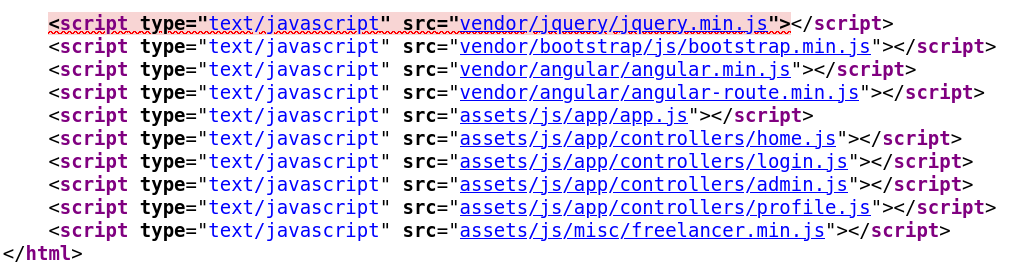 <script type="text/javascript" src="vendor/jquery/jquery.min.js"></script>
<script type="text/javascript" src="vendor/bootstrap/js/bootstrap.min.js"></script>
<script type="text/javascript" src="vendor/angular/angular.min.js"></script>
<script type="text/javascript" src="vendor/angular/angular-route.min.js"></script>
<script type="text/javascript" src="assets/js/app/app.js"></script>
<script type="text/javascript" src="assets/js/app/controllers/home.js"></script>
<script type="text/javascript" src="assets/js/app/controllers/login.js"></script>
<script type="text/javascript" src="assets/js/app/controllers/admin.js"></script>
<script type="text/javascript" src="assets/js/app/controllers/profile.js"></script>
<script type="text/javascript" src="assets/js/misc/freelancer.min.js"></script>
</html>